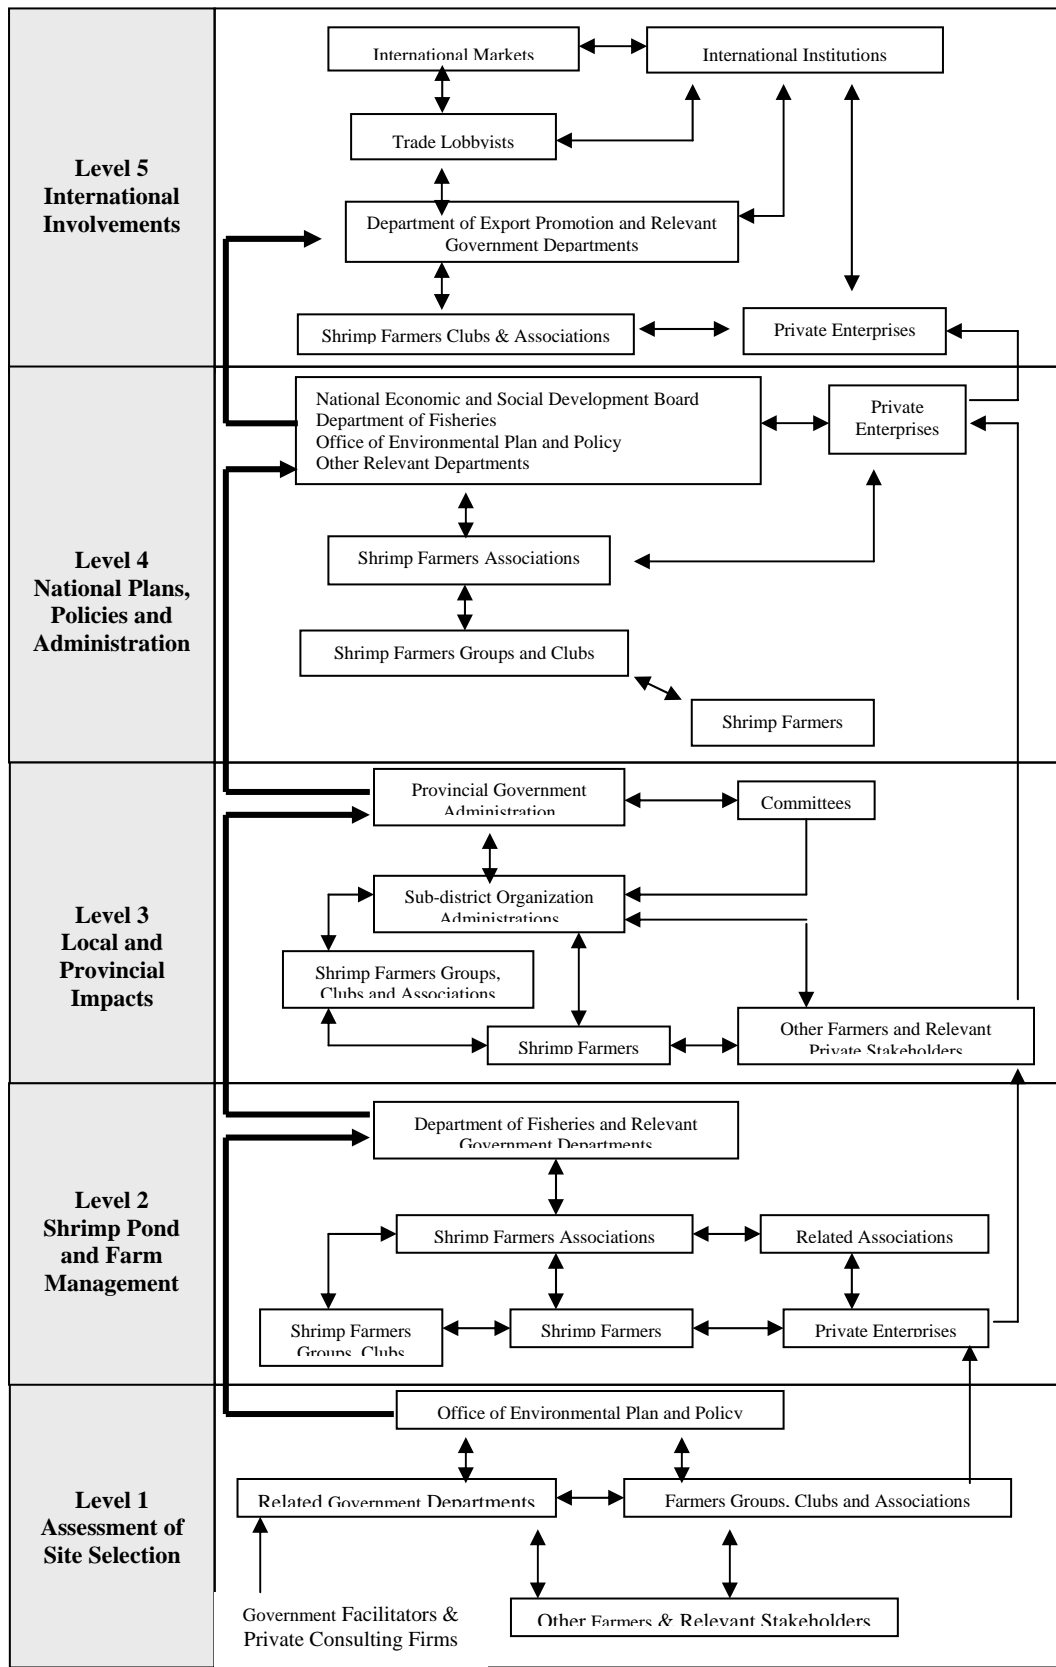 Level 5
International
Involvements
International Markets
International Institutions
Trade Lobbyists
Department of Export Promotion and Relevant
Government Departments
Shrimp Farmers Clubs & Associations
Private Enterprises
Level 4
National Plans,
Policies and
Administration
National Economic and Social Development Board
Department of Fisheries
Office of Environmental Plan and Policy
Other Relevant Departments
Private
Enterprises
Shrimp Farmers Associations
Shrimp Farmers Groups and Clubs
Shrimp Farmers
Level 3
Local and
Provincial
Impacts
Provincial Government
Administration
Committees
Sub-district Organization
Administrations
Shrimp Farmers Groups,
Clubs and Associations
Shrimp Farmers
Other Farmers and Relevant
Private Stakeholders
Level 2
Shrimp Pond
and Farm
Management
Department of Fisheries and Relevant
Government Departments
Shrimp Farmers Associations
Related Associations
Shrimp Farmers
Groups, Clubs
Shrimp Farmers
Private Enterprises
Level 1
Assessment of
Site Selection
Office of Environmental Plan and Policy
Related Government Departments
Farmers Groups, Clubs and Associations
Government Facilitators &
Private Consulting Firms
Other Farmers & Relevant Stakeholders